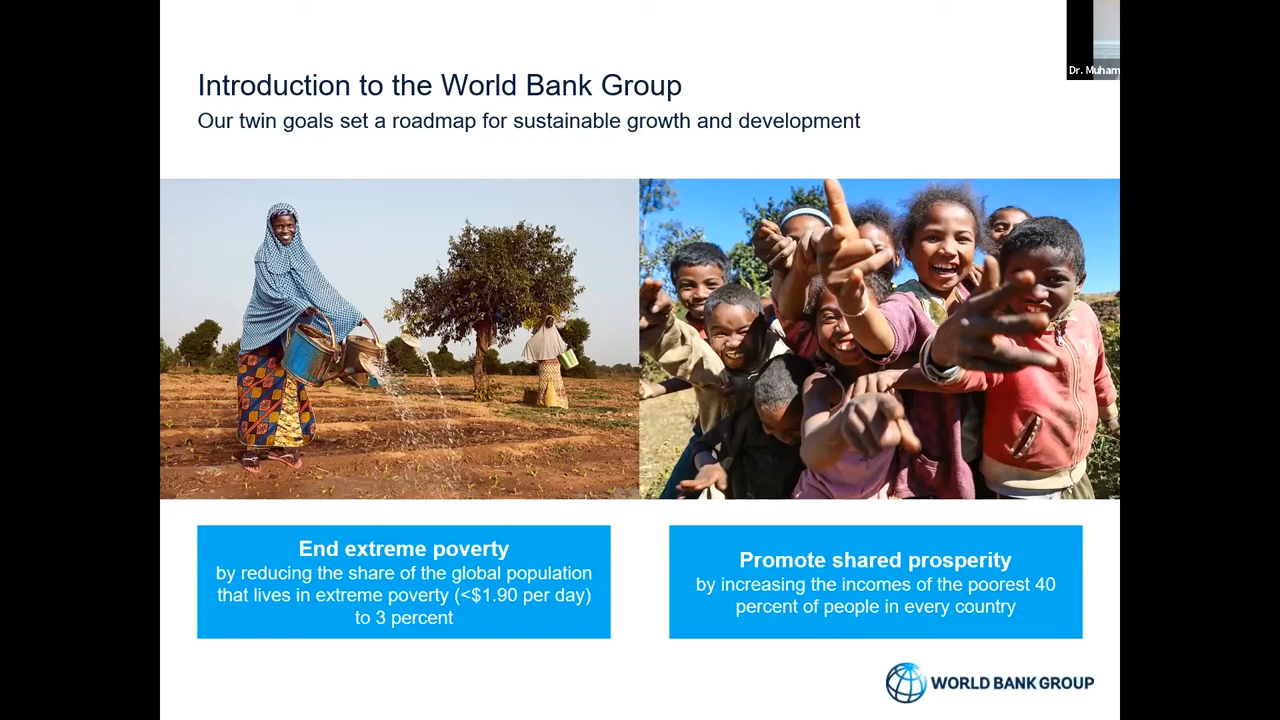 Dr. Muham
Introduction to the World Bank Group
Our twin goals set a roadmap for sustainable growth and development
End extreme poverty
by reducing the share of the global population
that lives in extreme poverty (<$1.90 per day)
to 3 percent
Promote shared prosperity
by increasing the incomes of the poorest 40
percent of people in every country
WORLD BANK GROUP